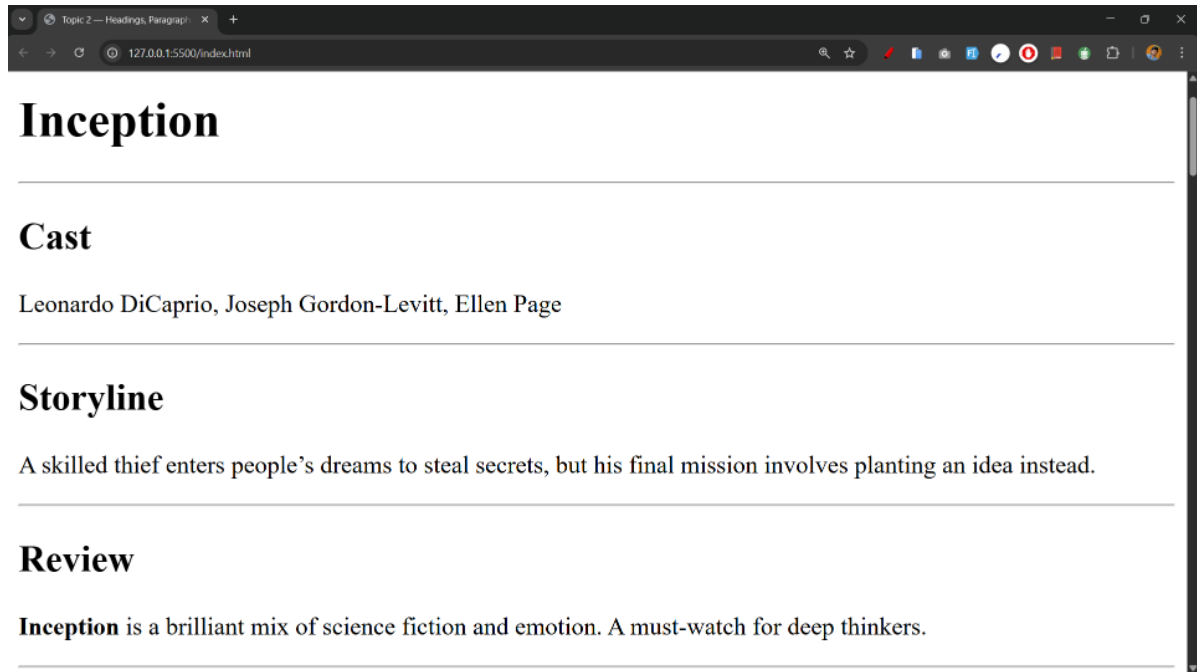 Topic 2 — Headings, Paragraph
127.0.0.1:5500/index.html
Inception
Cast
Leonardo DiCaprio, Joseph Gordon-Levitt, Ellen Page
Storyline
A skilled thief enters people’s dreams to steal secrets, but his final mission involves planting an idea instead.
Review
Inception is a brilliant mix of science fiction and emotion. A must-watch for deep thinkers.